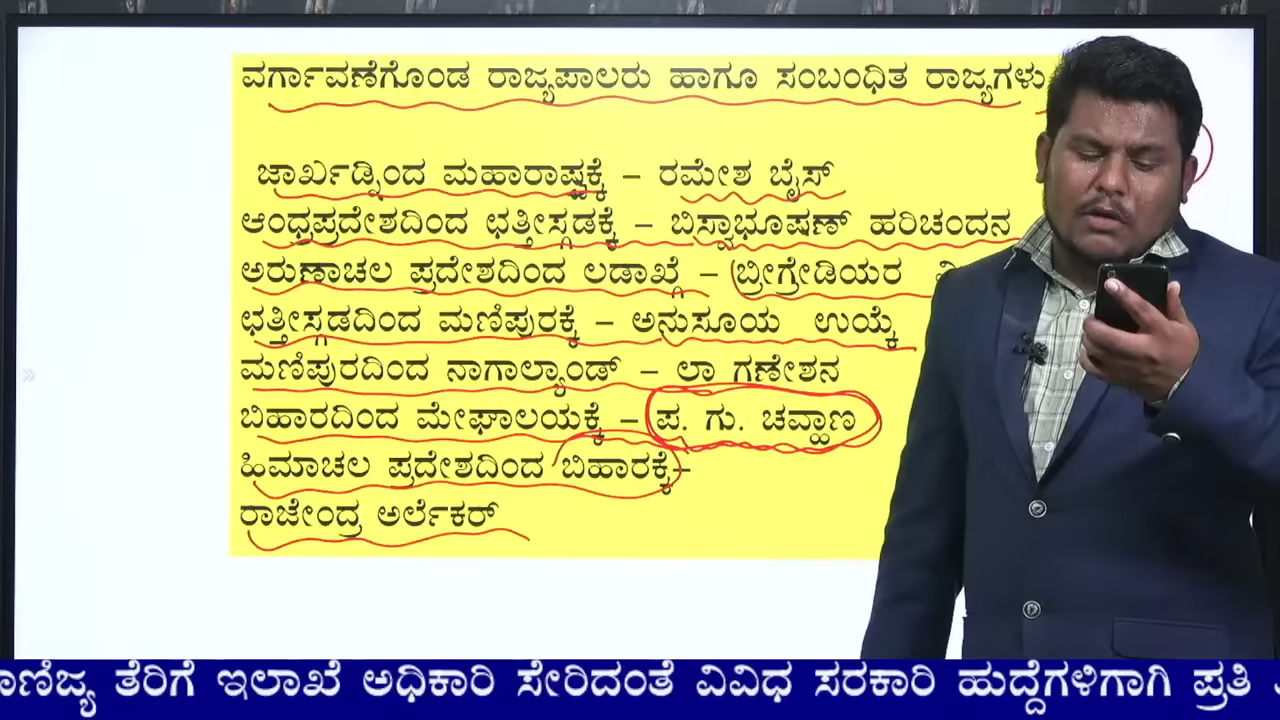 ವರ್ಗಾವಣೆಗೊಂಡ ರಾಜ್ಯಪಾಲರು ಹಾಗೂ ಸಂಬಂಧಿತ ರಾಜ್ಯಗಳು
ಜಾರ್ಖಡ್ನಿಂದ ಮಹಾರಾಷ್ಟ್ರಕ್ಕೆ – ರಮೇಶ ಬೈಸ್
ಆಂಧ್ರಪ್ರದೇಶದಿಂದ ಛತ್ತೀಸ್ಗಡಕ್ಕೆ – ಬಿಸ್ವಾಭೂಷಣ್ ಹರಿಚಂದನ
ಅರುಣಾಚಲ ಪ್ರದೇಶದಿಂದ ಲಡಾಖ್ಗೆ – ಬ್ರೀಗ್ರೇಡಿಯರ
ಛತ್ತೀಸ್ಗಡದಿಂದ ಮಣಿಪುರಕ್ಕೆ – ಅನುಸೂಯ ಉಯ್ಕೆ
ಮಣಿಪುರದಿಂದ ನಾಗಾಲ್ಯಾಂಡ್ – ಲಾ ಗಣೇಶನ
ಬಿಹಾರದಿಂದ ಮೇಘಾಲಯಕ್ಕೆ – ಪ. ಗು. ಚವ್ಹಾಣ
ಹಿಮಾಚಲ ಪ್ರದೇಶದಿಂದ ಬಿಹಾರಕ್ಕೆ–
ರಾಜೇಂದ್ರ ಅರ್ಲೆಕರ್
ತೆರಿಗೆ ಇಲಾಖೆ ಅಧಿಕಾರಿ ಸೇರಿದಂತೆ ವಿವಿಧ ಸರಕಾರಿ ಹುದ್ದೆಗಳಿಗಾಗಿ ಪ್ರತಿ